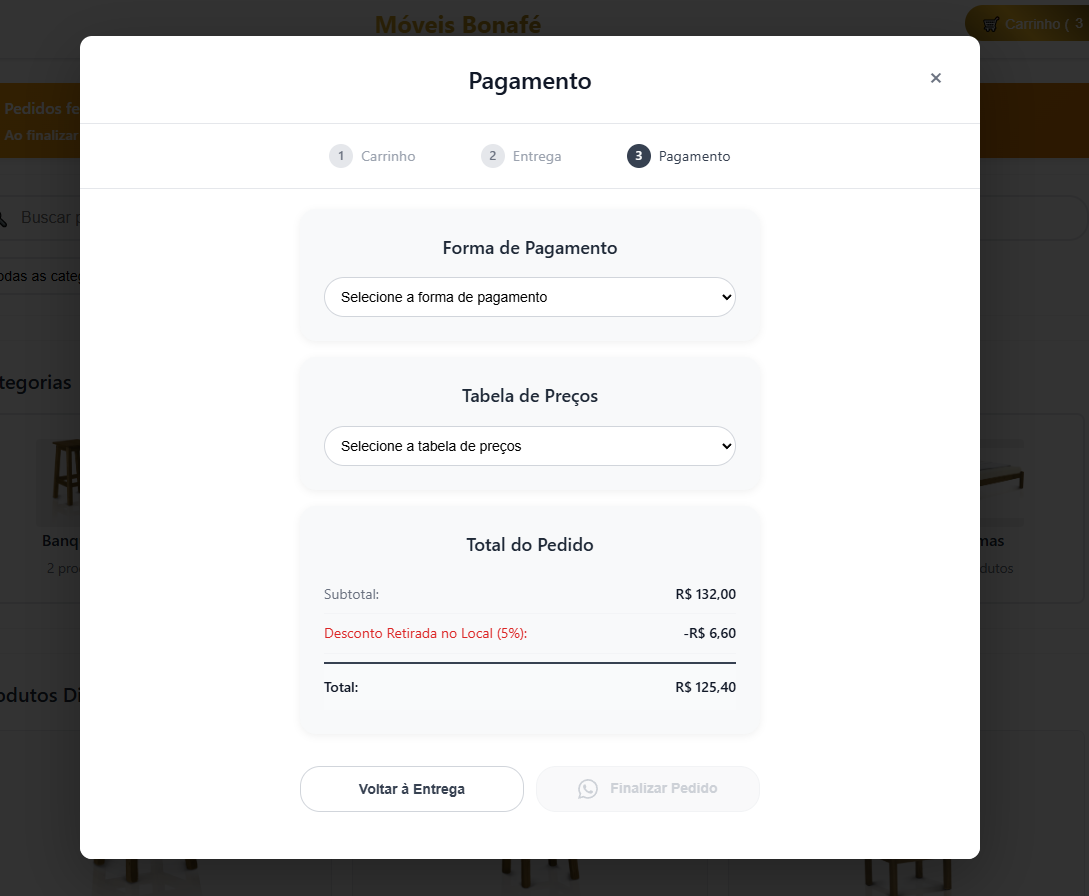 Móveis Bonafé
Carrinho ( 3
Pagamento
×
Pedidos fe
Ao finalizar
1 Carrinho
2 Entrega
3 Pagamento
Buscar p
odas as cate
Forma de Pagamento
Selecione a forma de pagamento
tegorias
Tabela de Preços
Selecione a tabela de preços
Banq
2 pro
mas
dutos
Total do Pedido
Subtotal: R$ 132,00
Desconto Retirada no Local (5%): -R$ 6,60
Total: R$ 125,40
odutos Di
Voltar à Entrega
Finalizar Pedido